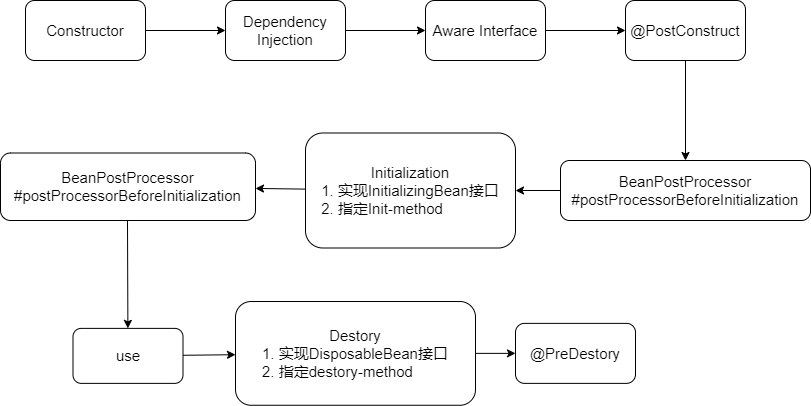 Constructor
Dependency
Injection
Aware Interface
@PostConstruct
BeanPostProcessor
#postProcessorBeforeInitialization
Initialization
1. 实现InitializingBean接口
2. 指定Init-method
BeanPostProcessor
#postProcessorBeforeInitialization
use
Destory
1. 实现DisposableBean接口
2. 指定destory-method
@PreDestory